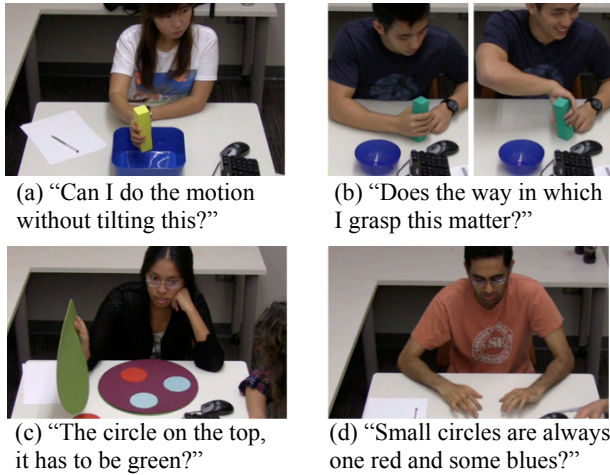 (a) “Can I do the motion
without tilting this?”
(b) “Does the way in which
I grasp this matter?”
(c) “The circle on the top,
it has to be green?”
(d) “Small circles are always
one red and some blues?”